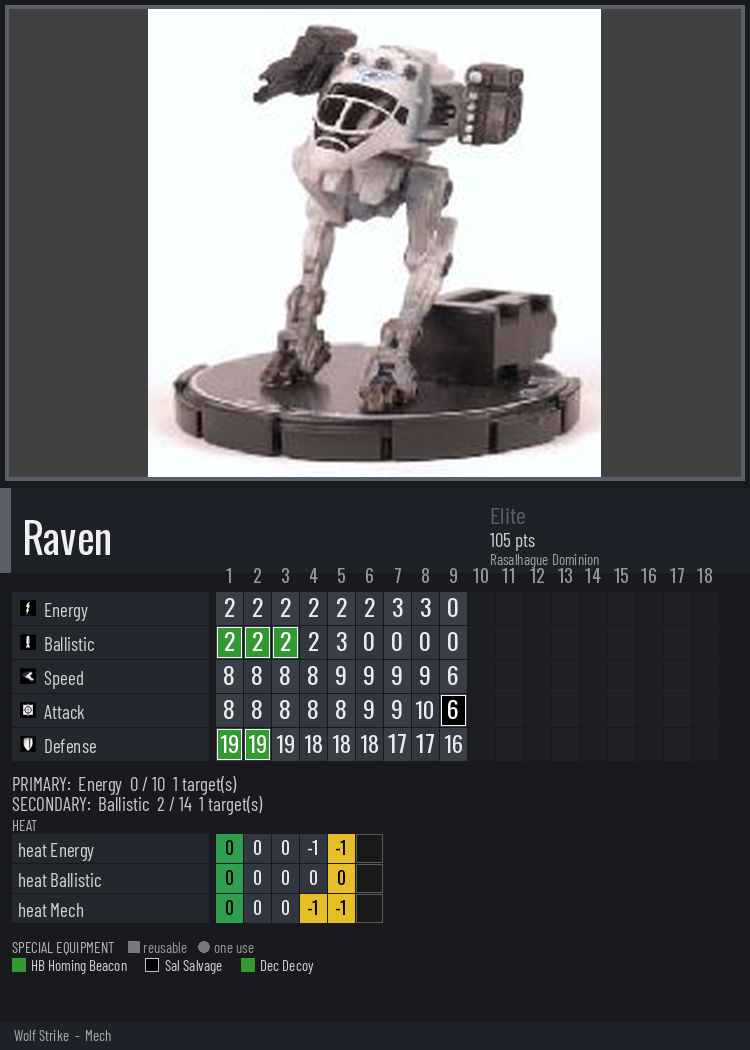 Raven
Elite
105 pts
Rasalhague Dominion
1 2 3 4 5 6 7 8 9 10 11 12 13 14 15 16 17 18
Energy 2 2 2 2 2 2 3 3 0
Ballistic 2 2 2 2 3 0 0 0 0
Speed 8 8 8 8 9 9 9 9 6
Attack 8 8 8 8 8 9 9 10 6
Defense 19 19 19 18 18 18 17 17 16
PRIMARY: Energy 0 / 10 1 target(s)
SECONDARY: Ballistic 2 / 14 1 target(s)
HEAT
heat Energy 0 0 0 -1 -1
heat Ballistic 0 0 0 0 0
heat Mech 0 0 0 -1 -1
SPECIAL EQUIPMENT reusable one use
HB Homing Beacon Sal Salvage Dec Decoy
Wolf Strike - Mech